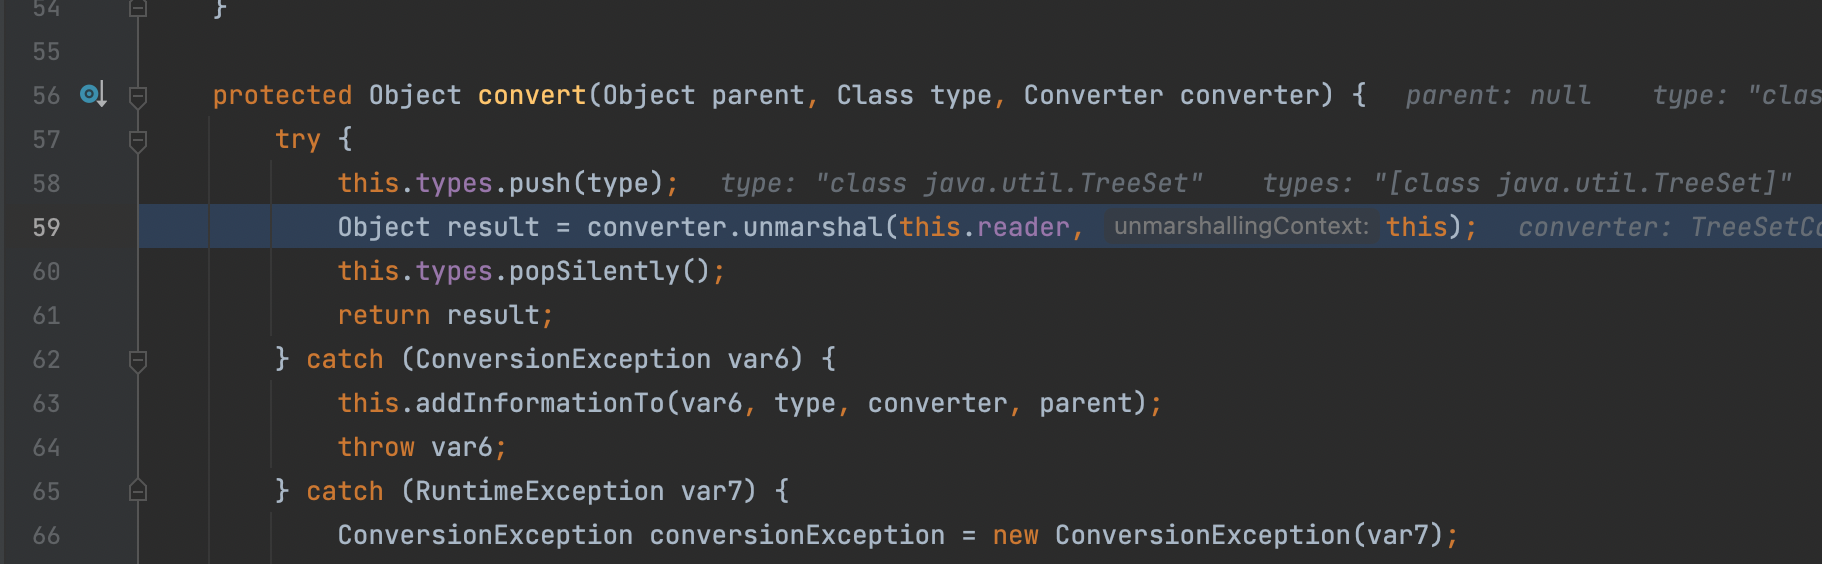 54 }
55
56 protected Object convert(Object parent, Class type, Converter converter) { parent: null type: "clas
57 try {
58 this.types.push(type); type: "class java.util.TreeSet" types: "[class java.util.TreeSet]"
59 Object result = converter.unmarshal(this.reader, unmarshallingContext: this); converter: TreeSetCo
60 this.types.popSilently();
61 return result;
62 } catch (ConversionException var6) {
63 this.addInformationTo(var6, type, converter, parent);
64 throw var6;
65 } catch (RuntimeException var7) {
66 ConversionException conversionException = new ConversionException(var7);